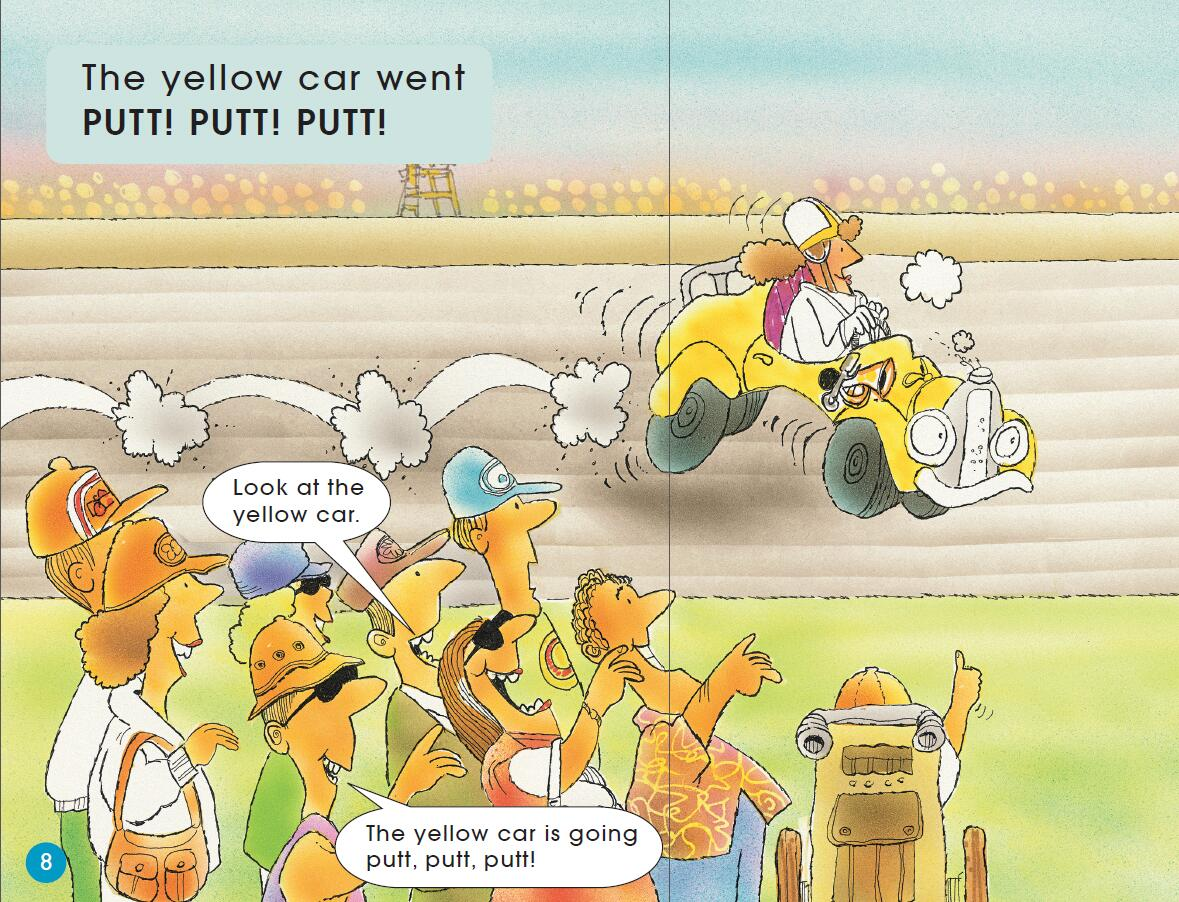 The yellow car went
PUTT! PUTT! PUTT!
Look at the
yellow car.
The yellow car is going
putt, putt, putt!
8